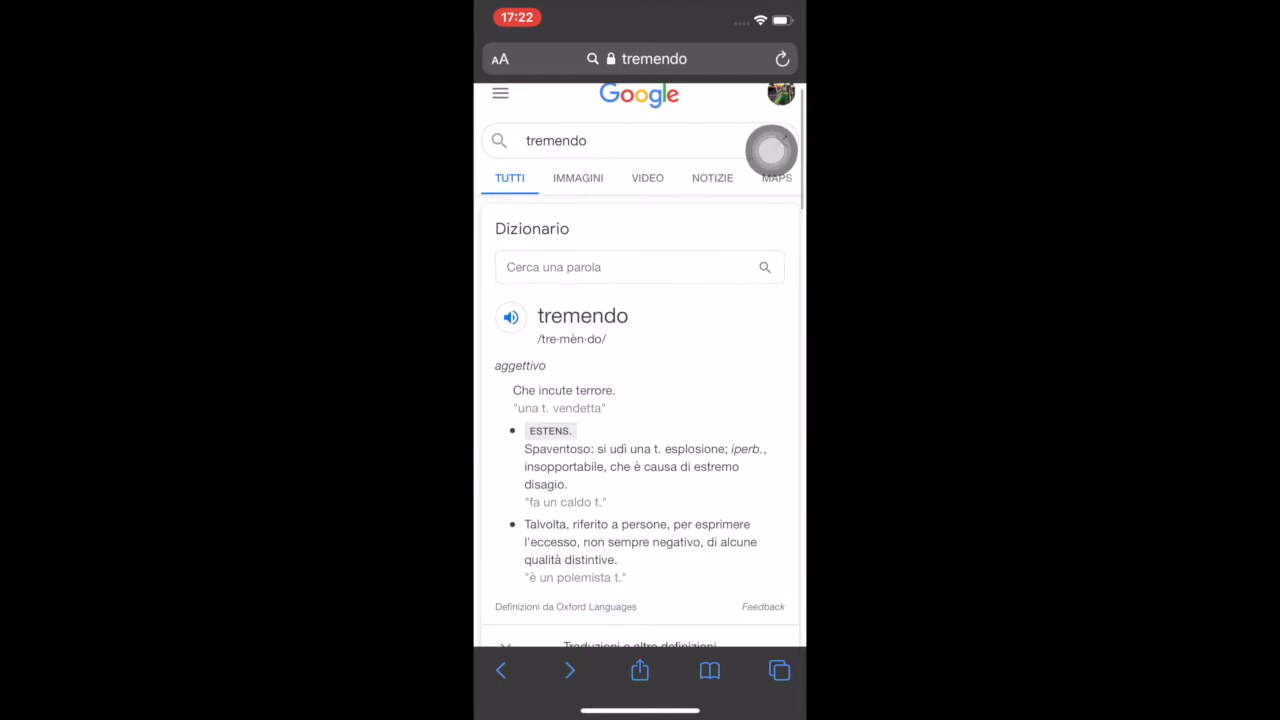 17:22
AA tremendo
Google
tremendo
TUTTI IMMAGINI VIDEO NOTIZIE MAPS
Dizionario
Cerca una parola
tremendo
/tre·mèn·do/
aggettivo
Che incute terrore.
"una t. vendetta"
ESTENS.
Spaventoso: si udì una t. esplosione; iperb.,
insopportabile, che è causa di estremo
disagio.
"fa un caldo t."
Talvolta, riferito a persone, per esprimere
l'eccesso, non sempre negativo, di alcune
qualità distintive.
"è un polemista t."
Definizioni da Oxford Languages Feedback
Traduzioni e altre definizioni